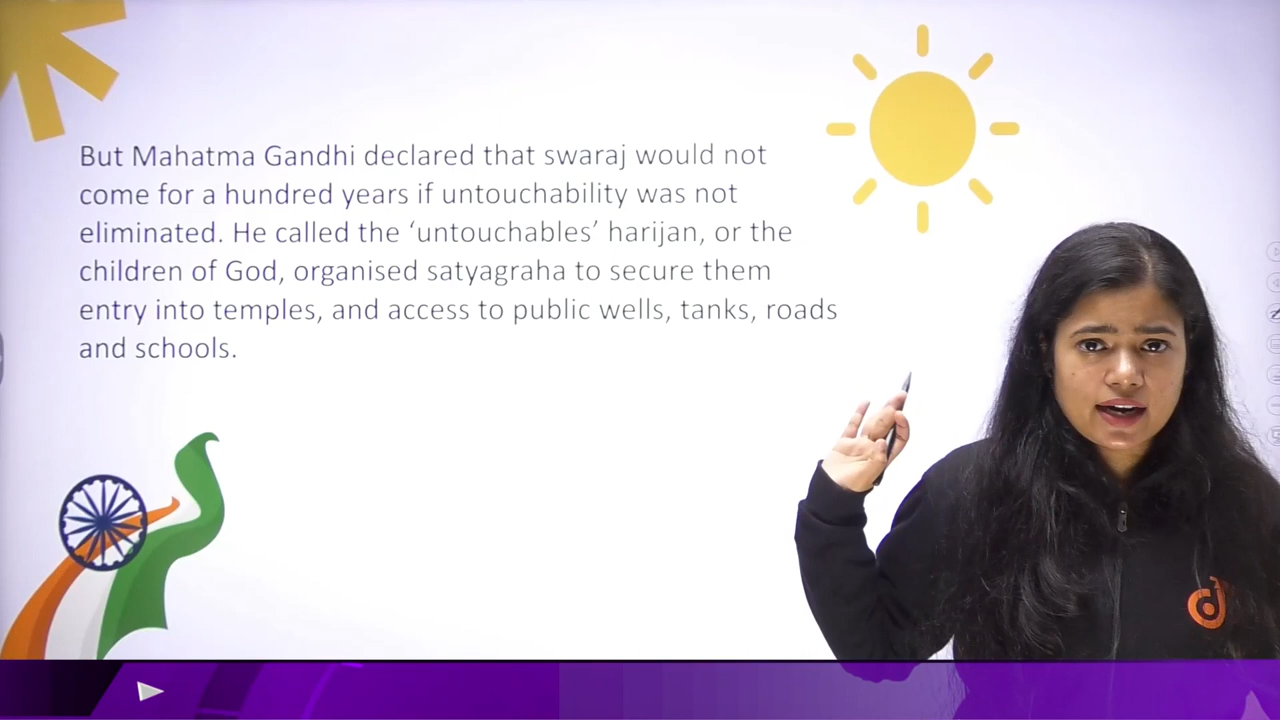 But Mahatma Gandhi declared that swaraj would not
come for a hundred years if untouchability was not
eliminated. He called the ‘untouchables’ harijan, or the
children of God, organised satyagraha to secure them
entry into temples, and access to public wells, tanks, roads
and schools.